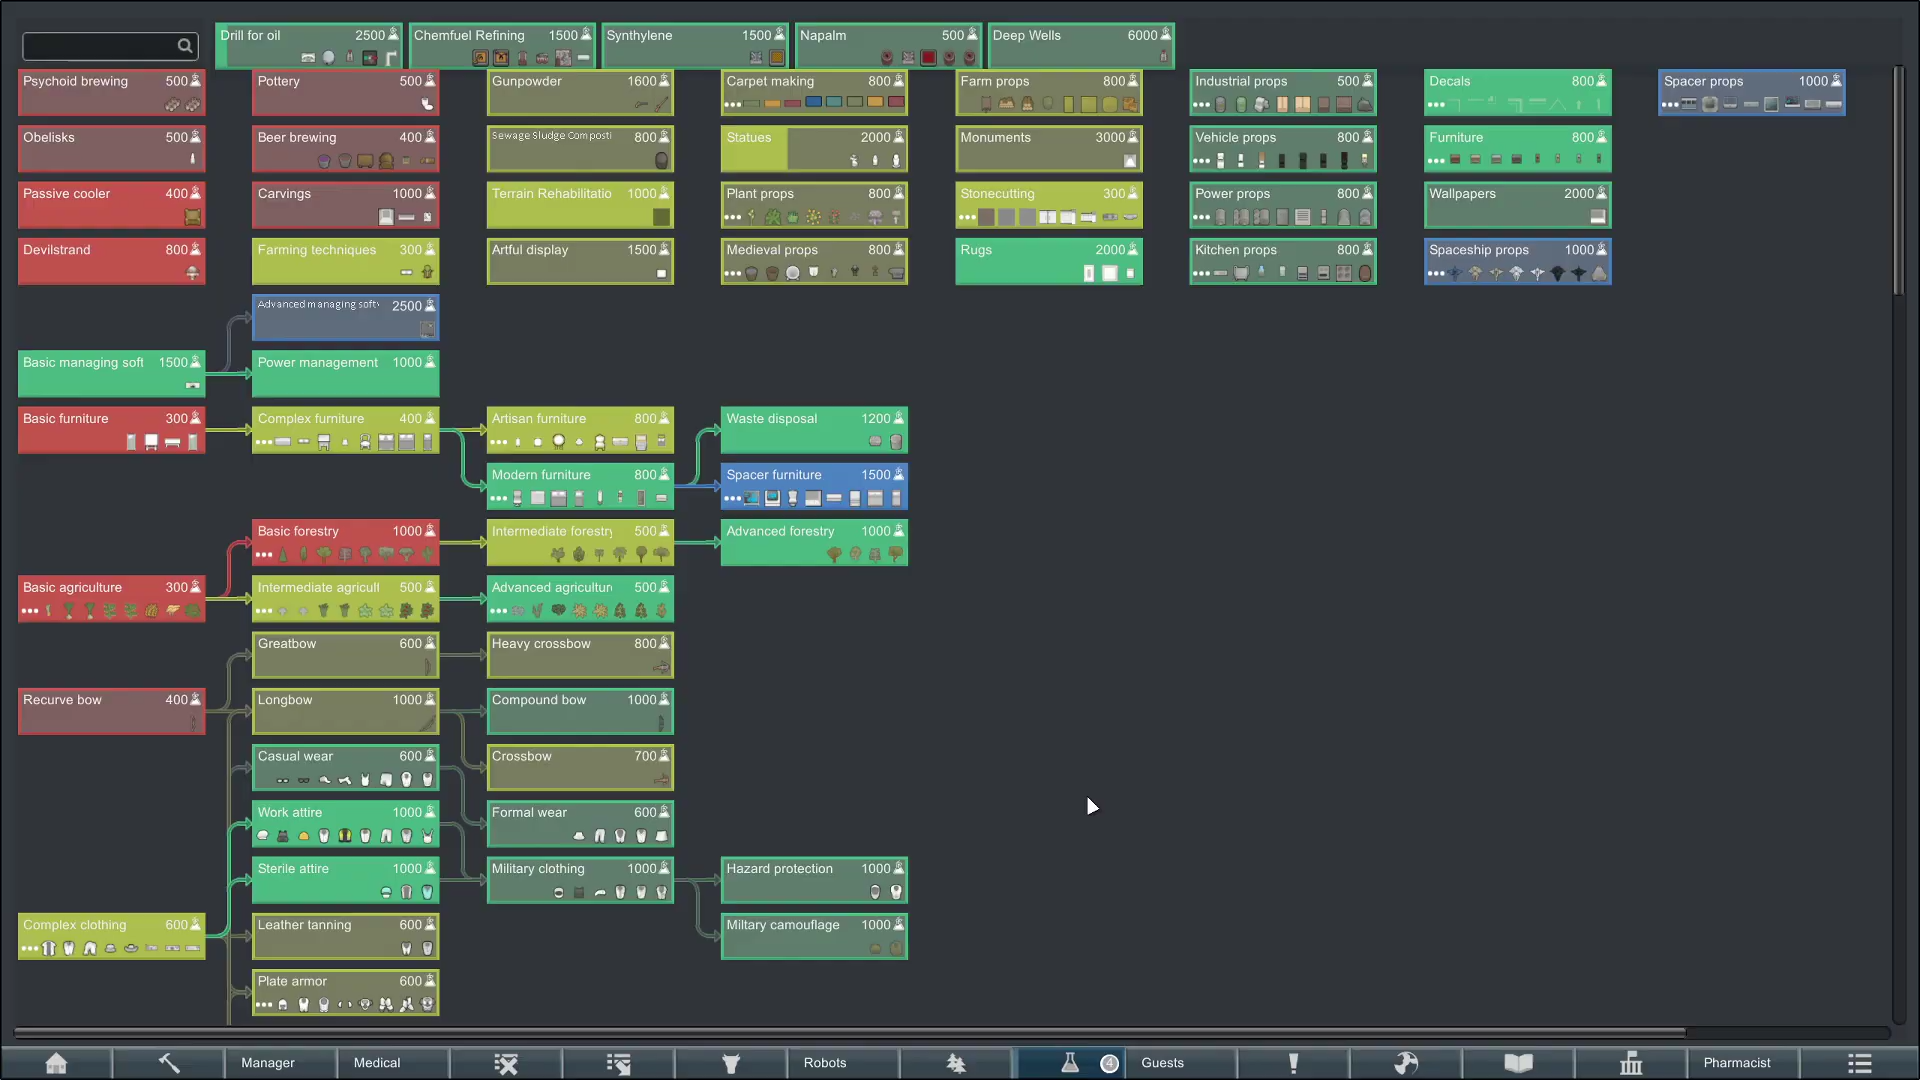 Drill for oil 2500
Chemfuel Refining 1500
Synthylene 1500
Napalm 500
Deep Wells 6000
Psychoid brewing 500
Pottery 500
Gunpowder 1600
Carpet making 800
Farm props 800
Industrial props 500
Decals 800
Spacer props 1000
Obelisks 500
Beer brewing 400
Sewage Sludge Composti 800
Statues 2000
Monuments 3000
Vehicle props 800
Furniture 800
Passive cooler 400
Carvings 1000
Terrain Rehabilitatio 1000
Plant props 800
Stonecutting 300
Power props 800
Wallpapers 2000
Devilstrand 800
Farming techniques 300
Artful display 1500
Medieval props 800
Rugs 2000
Kitchen props 800
Spaceship props 1000
Advanced managing soft 2500
Basic managing soft 1500
Power management 1000
Basic furniture 300
Complex furniture 400
Artisan furniture 800
Waste disposal 1200
Modern furniture 800
Spacer furniture 1500
Basic forestry 1000
Intermediate forestry 500
Advanced forestry 1000
Basic agriculture 300
Intermediate agricult 500
Advanced agriculture 500
Greatbow 600
Heavy crossbow 800
Recurve bow 400
Longbow 1000
Compound bow 1000
Casual wear 600
Crossbow 700
Work attire 1000
Formal wear 600
Sterile attire 1000
Military clothing 1000
Hazard protection 1000
Complex clothing 600
Leather tanning 600
Miltary camouflage 1000
Plate armor 600
Manager
Medical
Robots
4
Guests
Pharmacist